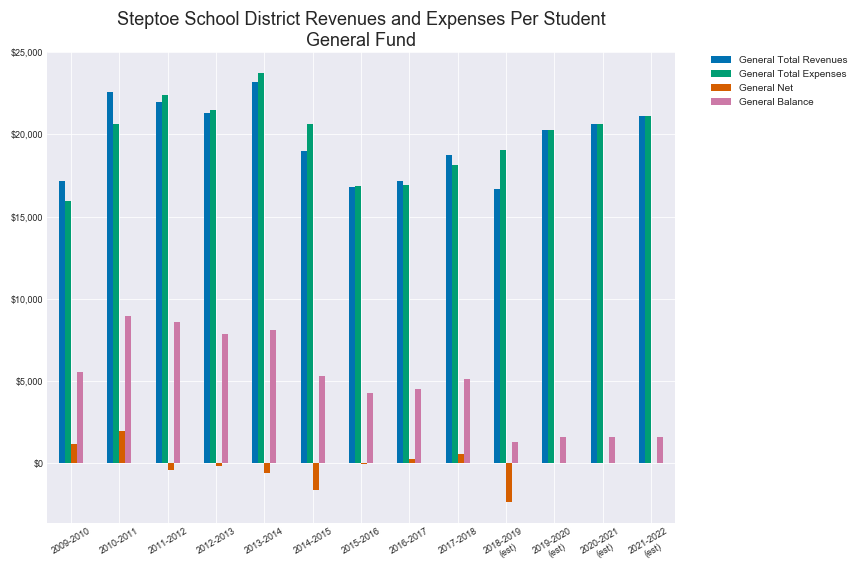 Steptoe School District Revenues and Expenses Per Student
General Fund
General Total Revenues
General Total Expenses
General Net
General Balance
$25,000
$20,000
$15,000
$10,000
$5,000
$0
2009-2010
2010-2011
2011-2012
2012-2013
2013-2014
2014-2015
2015-2016
2016-2017
2017-2018
2018-2019
(est)
2019-2020
(est)
2020-2021
(est)
2021-2022
(est)